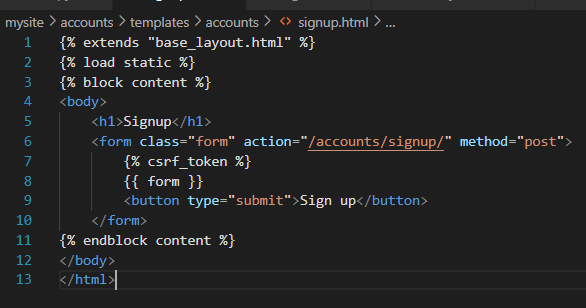 mysite > accounts > templates > accounts > <> signup.html > ...
1 {% extends "base_layout.html" %}
2 {% load static %}
3 {% block content %}
4 <body>
5     <h1>Signup</h1>
6     <form class="form" action="/accounts/signup/" method="post">
7         {% csrf_token %}
8         {{ form }}
9         <button type="submit">Sign up</button>
10     </form>
11 {% endblock content %}
12 </body>
13 </html>